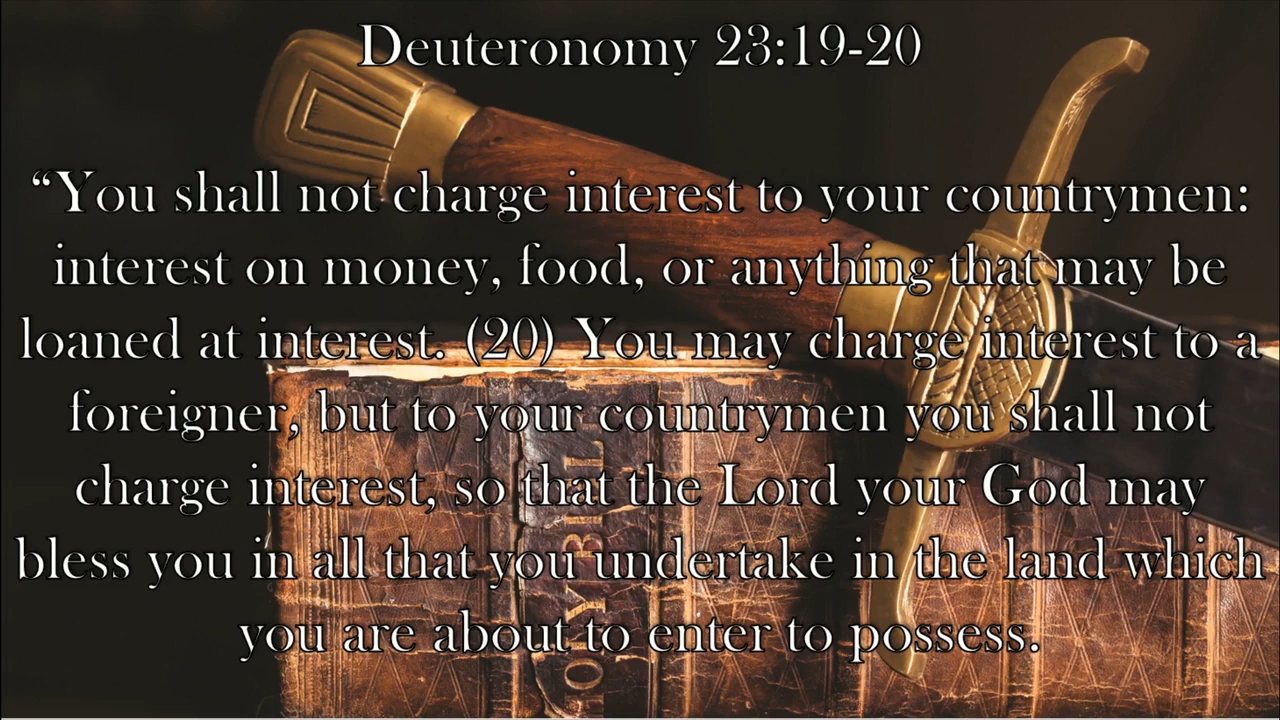 Deuteronomy 23:19-20
“You shall not charge interest to your countrymen:
interest on money, food, or anything that may be
loaned at interest. (20) You may charge interest to a
foreigner, but to your countrymen you shall not
charge interest, so that the Lord your God may
bless you in all that you undertake in the land which
you are about to enter to possess.